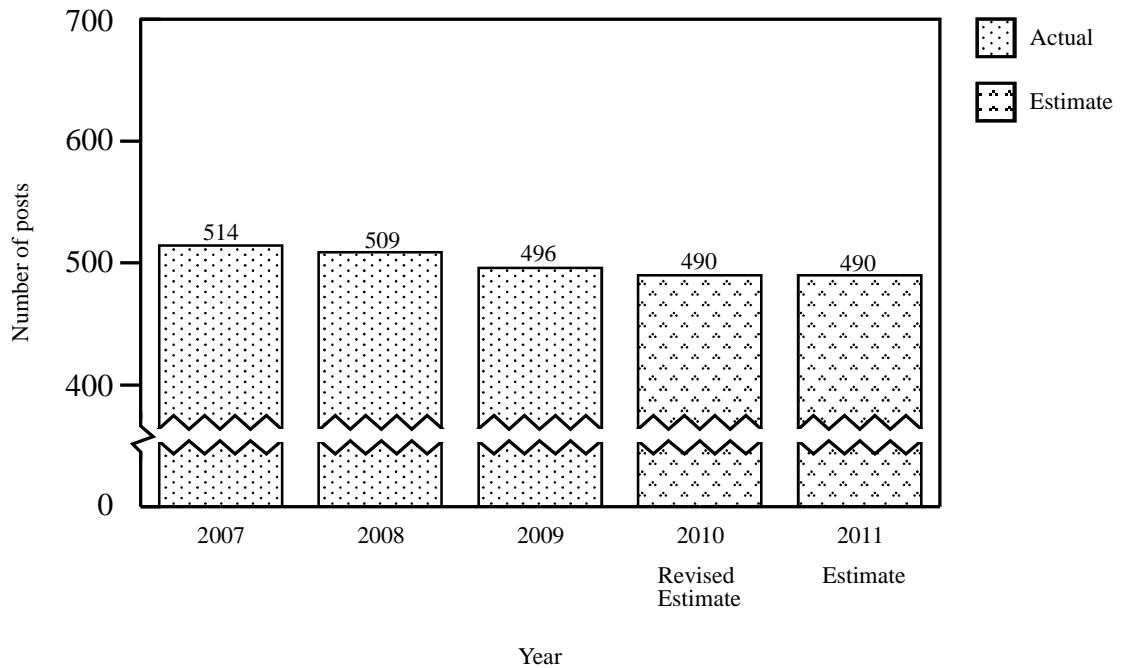 700
Actual
Estimate
600
500
400
0
Number of posts
514
509
496
490
490
2007
2008
2009
2010
2011
Revised
Estimate
Estimate
Year